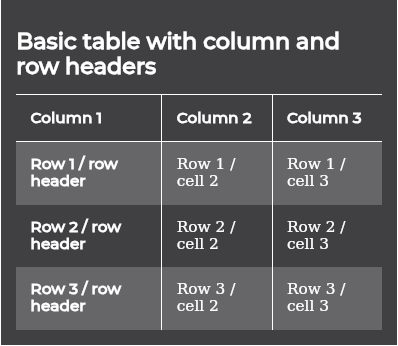 Basic table with column and
row headers
Column 1 Column 2 Column 3
Row 1 / row Row 1 / Row 1 /
header cell 2 cell 3
Row 2 / row Row 2 / Row 2 /
header cell 2 cell 3
Row 3 / row Row 3 / Row 3 /
header cell 2 cell 3